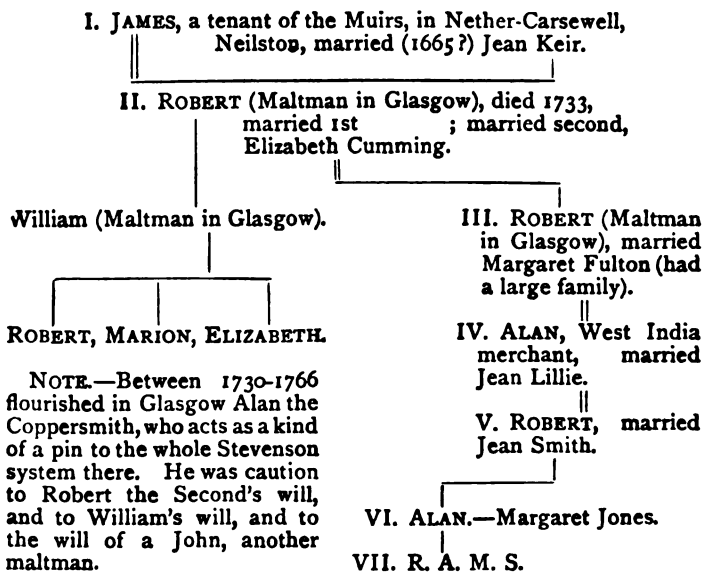 I. JAMES, a tenant of the Muirs, in Nether-Carsewell,
Neilston, married (1665?) Jean Keir.
II. ROBERT (Maltman in Glasgow), died 1733,
married 1st ; married second,
Elizabeth Cumming.
William (Maltman in Glasgow).
ROBERT, MARION, ELIZABETH.
NOTE.—Between 1730-1766
flourished in Glasgow Alan the
Coppersmith, who acts as a kind
of a pin to the whole Stevenson
system there. He was caution
to Robert the Second's will,
and to William's will, and to
the will of a John, another
maltman.
III. ROBERT (Maltman
in Glasgow), married
Margaret Fulton (had
a large family).
IV. ALAN, West India
merchant, married
Jean Lillie.
V. ROBERT, married
Jean Smith.
VI. ALAN.—Margaret Jones.
VII. R. A. M. S.